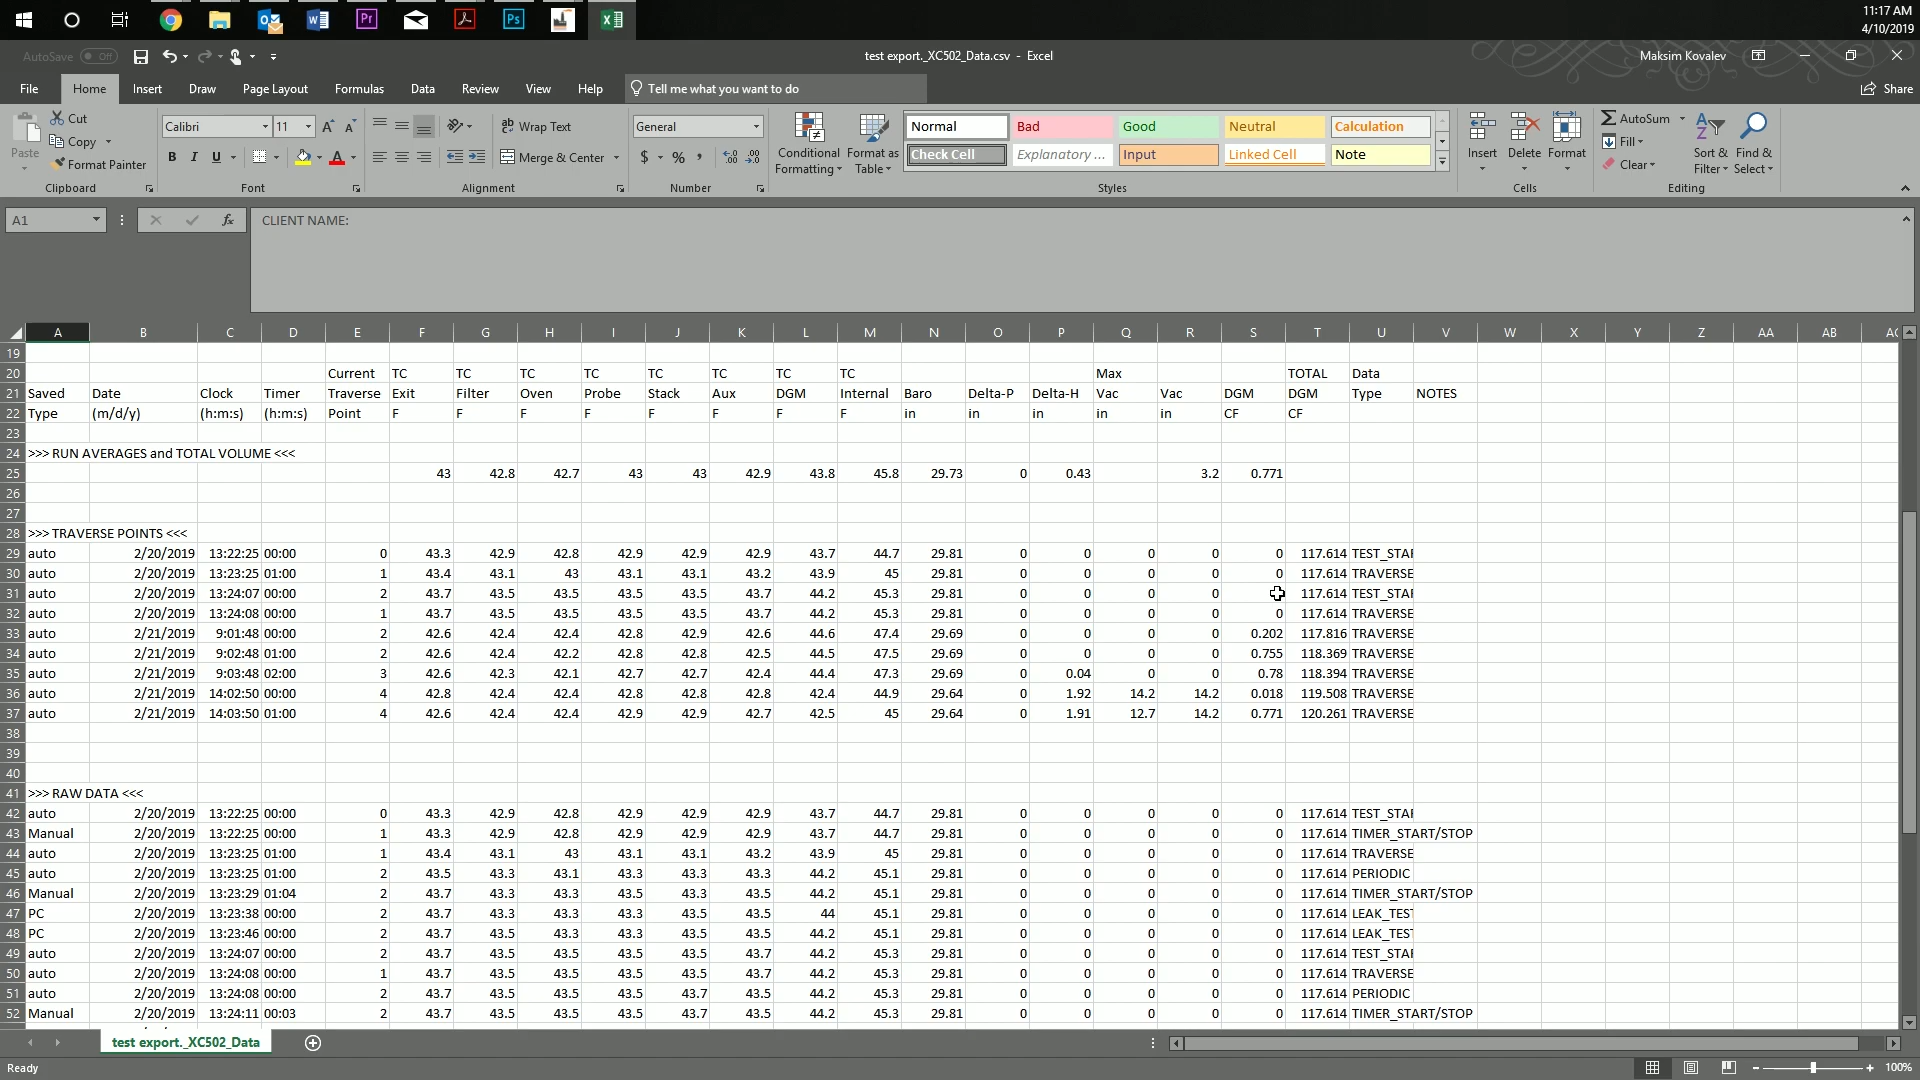 11:17 AM
4/10/2019
AutoSave Off
test export._XC502_Data.csv - Excel
Maksim Kovalev
File Home Insert Draw Page Layout Formulas Data Review View Help Tell me what you want to do Share
Paste Cut Copy Format Painter Clipboard
Calibri 11 B I U Font
Wrap Text Merge & Center Alignment
General $ % , Number
Conditional Formatting Format as Table
Normal Bad Good Neutral Calculation
Check Cell Explanatory ... Input Linked Cell Note
Styles
Insert Delete Format Cells
AutoSum Fill Clear Sort & Filter Find & Select Editing
A1 fx CLIENT NAME:
A B C D E F G H I J K L M N O P Q R S T U V W X Y Z AA AB AC
19
20 Current TC TC TC TC TC TC TC TC Max TOTAL Data
21 Saved Date Clock Timer Traverse Exit Filter Oven Probe Stack Aux DGM Internal Baro Delta-P Delta-H Vac Vac DGM DGM Type NOTES
22 Type (m/d/y) (h:m:s) (h:m:s) Point F F F F F F F F in in in in in CF CF
23
24 >>> RUN AVERAGES and TOTAL VOLUME <<<
25 43 42.8 42.7 43 43 42.9 43.8 45.8 29.73 0 0.43 3.2 0.771
26
27
28 >>> TRAVERSE POINTS <<<
29 auto 2/20/2019 13:22:25 00:00 0 43.3 42.9 42.8 42.9 42.9 42.9 43.7 44.7 29.81 0 0 0 0 0 117.614 TEST_STAR
30 auto 2/20/2019 13:23:25 01:00 1 43.4 43.1 43 43.1 43.1 43.2 43.9 45 29.81 0 0 0 0 0 117.614 TRAVERSE
31 auto 2/20/2019 13:24:07 00:00 2 43.7 43.5 43.5 43.5 43.5 43.7 44.2 45.3 29.81 0 0 0 0 117.614 TEST_STAR
32 auto 2/20/2019 13:24:08 00:00 1 43.7 43.5 43.5 43.5 43.5 43.7 44.2 45.3 29.81 0 0 0 0 0 117.614 TRAVERSE
33 auto 2/21/2019 9:01:48 00:00 2 42.6 42.4 42.4 42.8 42.9 42.6 44.6 47.4 29.69 0 0 0 0 0.202 117.816 TRAVERSE
34 auto 2/21/2019 9:02:48 01:00 2 42.6 42.4 42.2 42.8 42.8 42.5 44.5 47.5 29.69 0 0 0 0 0.755 118.369 TRAVERSE
35 auto 2/21/2019 9:03:48 02:00 3 42.6 42.3 42.1 42.7 42.7 42.4 44.4 47.3 29.69 0 0.04 0 0 0.78 118.394 TRAVERSE
36 auto 2/21/2019 14:02:50 00:00 4 42.8 42.4 42.4 42.8 42.8 42.8 42.4 44.9 29.64 0 1.92 14.2 14.2 0.018 119.508 TRAVERSE
37 auto 2/21/2019 14:03:50 01:00 4 42.6 42.4 42.4 42.9 42.9 42.7 42.5 45 29.64 0 1.91 12.7 14.2 0.771 120.261 TRAVERSE
38
39
40
41 >>> RAW DATA <<<
42 auto 2/20/2019 13:22:25 00:00 0 43.3 42.9 42.8 42.9 42.9 42.9 43.7 44.7 29.81 0 0 0 0 0 117.614 TEST_STAR
43 Manual 2/20/2019 13:22:25 00:00 1 43.3 42.9 42.8 42.9 42.9 42.9 43.7 44.7 29.81 0 0 0 0 0 117.614 TIMER_START/STOP
44 auto 2/20/2019 13:23:25 01:00 1 43.4 43.1 43 43.1 43.1 43.2 43.9 45 29.81 0 0 0 0 0 117.614 TRAVERSE
45 auto 2/20/2019 13:23:25 01:00 2 43.5 43.3 43.1 43.3 43.3 43.3 44.2 45.1 29.81 0 0 0 0 0 117.614 PERIODIC
46 Manual 2/20/2019 13:23:29 01:04 2 43.7 43.3 43.3 43.3 43.5 43.5 44.2 45.1 29.81 0 0 0 0 0 117.614 TIMER_START/STOP
47 PC 2/20/2019 13:23:38 00:00 2 43.7 43.3 43.3 43.3 43.5 43.5 44 45.1 29.81 0 0 0 0 0 117.614 LEAK_TEST
48 PC 2/20/2019 13:23:46 00:00 2 43.7 43.5 43.3 43.5 43.5 43.5 44.2 45.1 29.81 0 0 0 0 0 117.614 LEAK_TEST
49 auto 2/20/2019 13:24:07 00:00 2 43.7 43.5 43.5 43.5 43.5 43.7 44.2 45.3 29.81 0 0 0 0 0 117.614 TEST_STAR
50 auto 2/20/2019 13:24:08 00:00 1 43.7 43.5 43.5 43.5 43.5 43.7 44.2 45.3 29.81 0 0 0 0 0 117.614 TRAVERSE
51 auto 2/20/2019 13:24:08 00:00 2 43.7 43.5 43.5 43.5 43.7 43.5 44.2 45.3 29.81 0 0 0 0 0 117.614 PERIODIC
52 Manual 2/20/2019 13:24:11 00:03 2 43.7 43.5 43.5 43.5 43.7 43.5 44.2 45.3 29.81 0 0 0 0 0 117.614 TIMER_START/STOP
test export._XC502_Data
Ready 100%